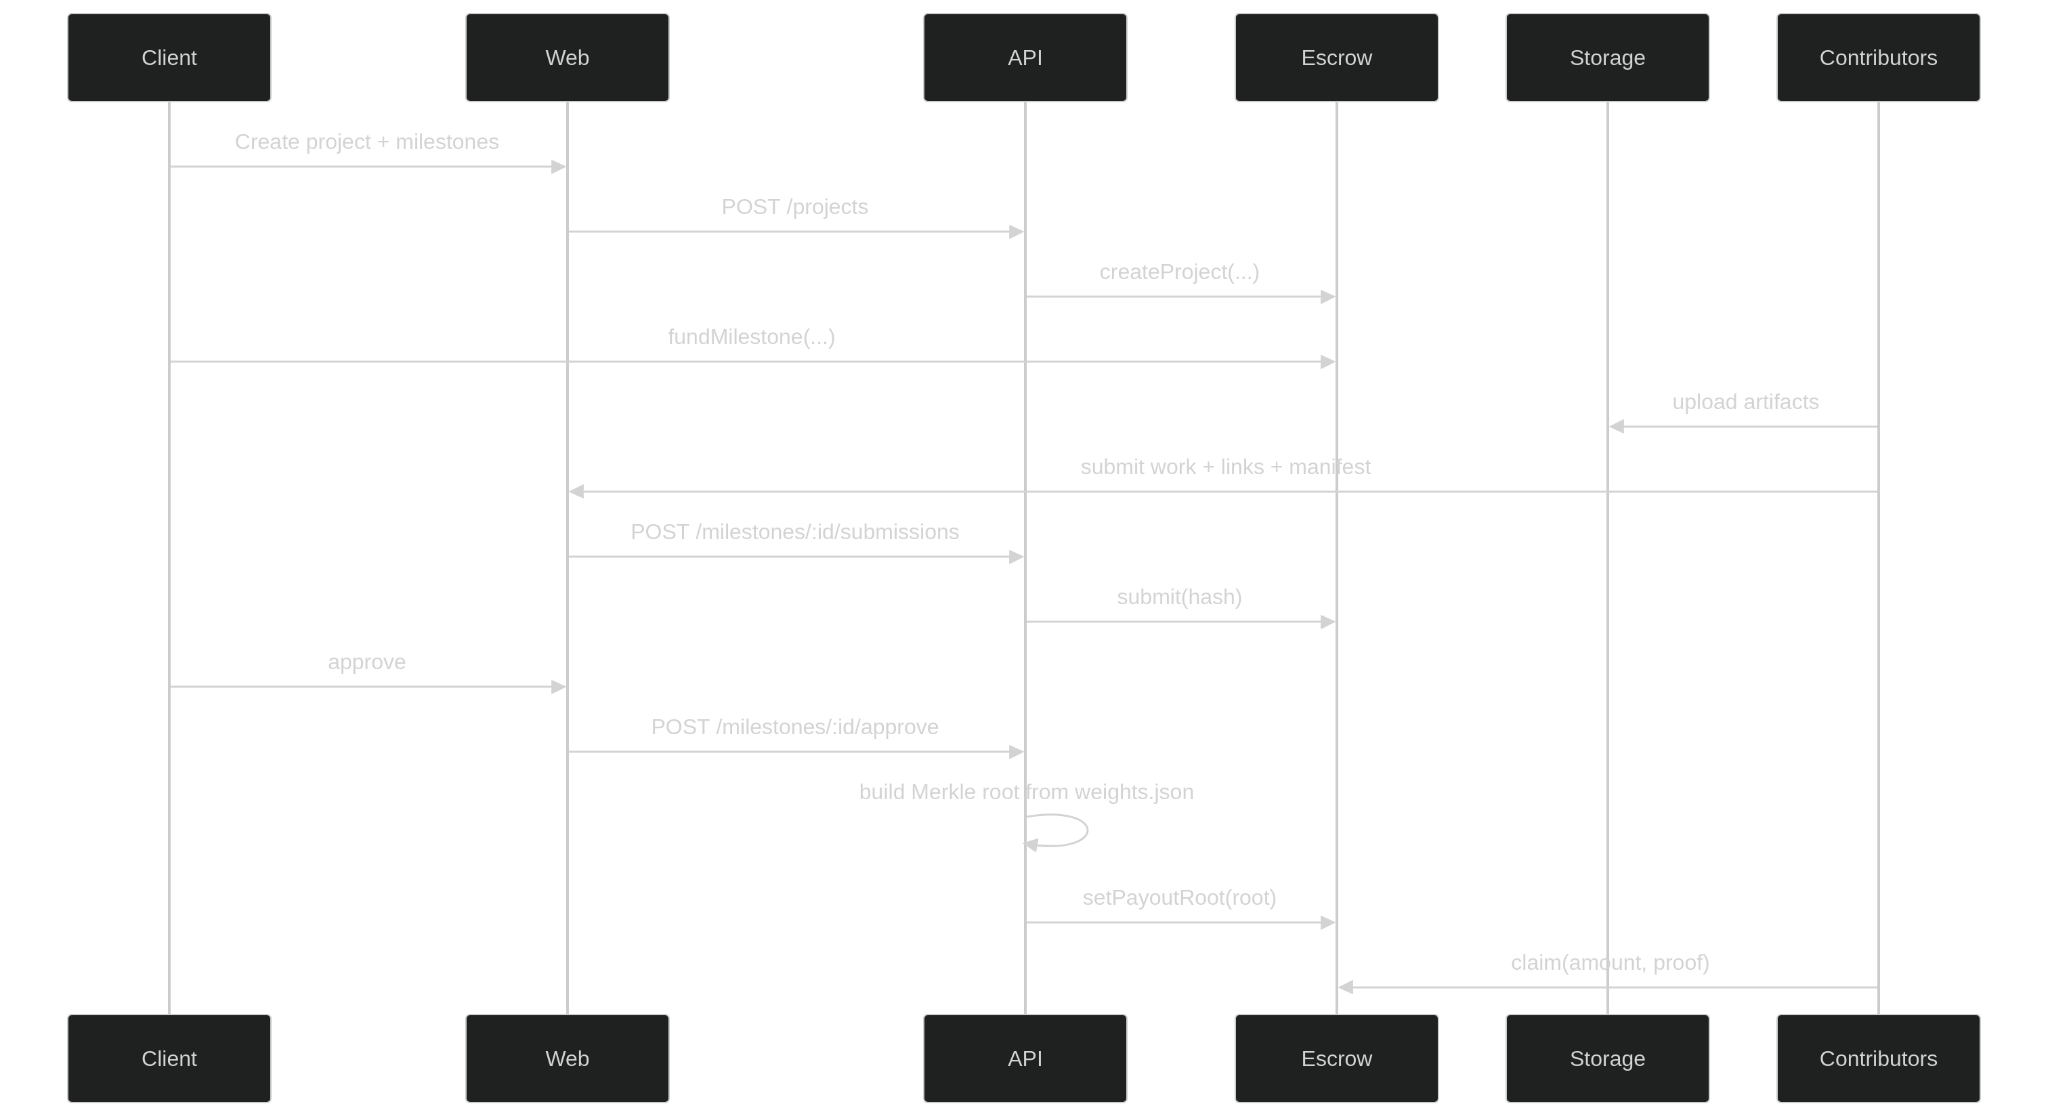 Client
Web
API
Escrow
Storage
Contributors
Create project + milestones
POST /projects
createProject(...)
fundMilestone(...)
upload artifacts
submit work + links + manifest
POST /milestones/:id/submissions
submit(hash)
approve
POST /milestones/:id/approve
build Merkle root from weights.json
setPayoutRoot(root)
claim(amount, proof)
Client
Web
API
Escrow
Storage
Contributors